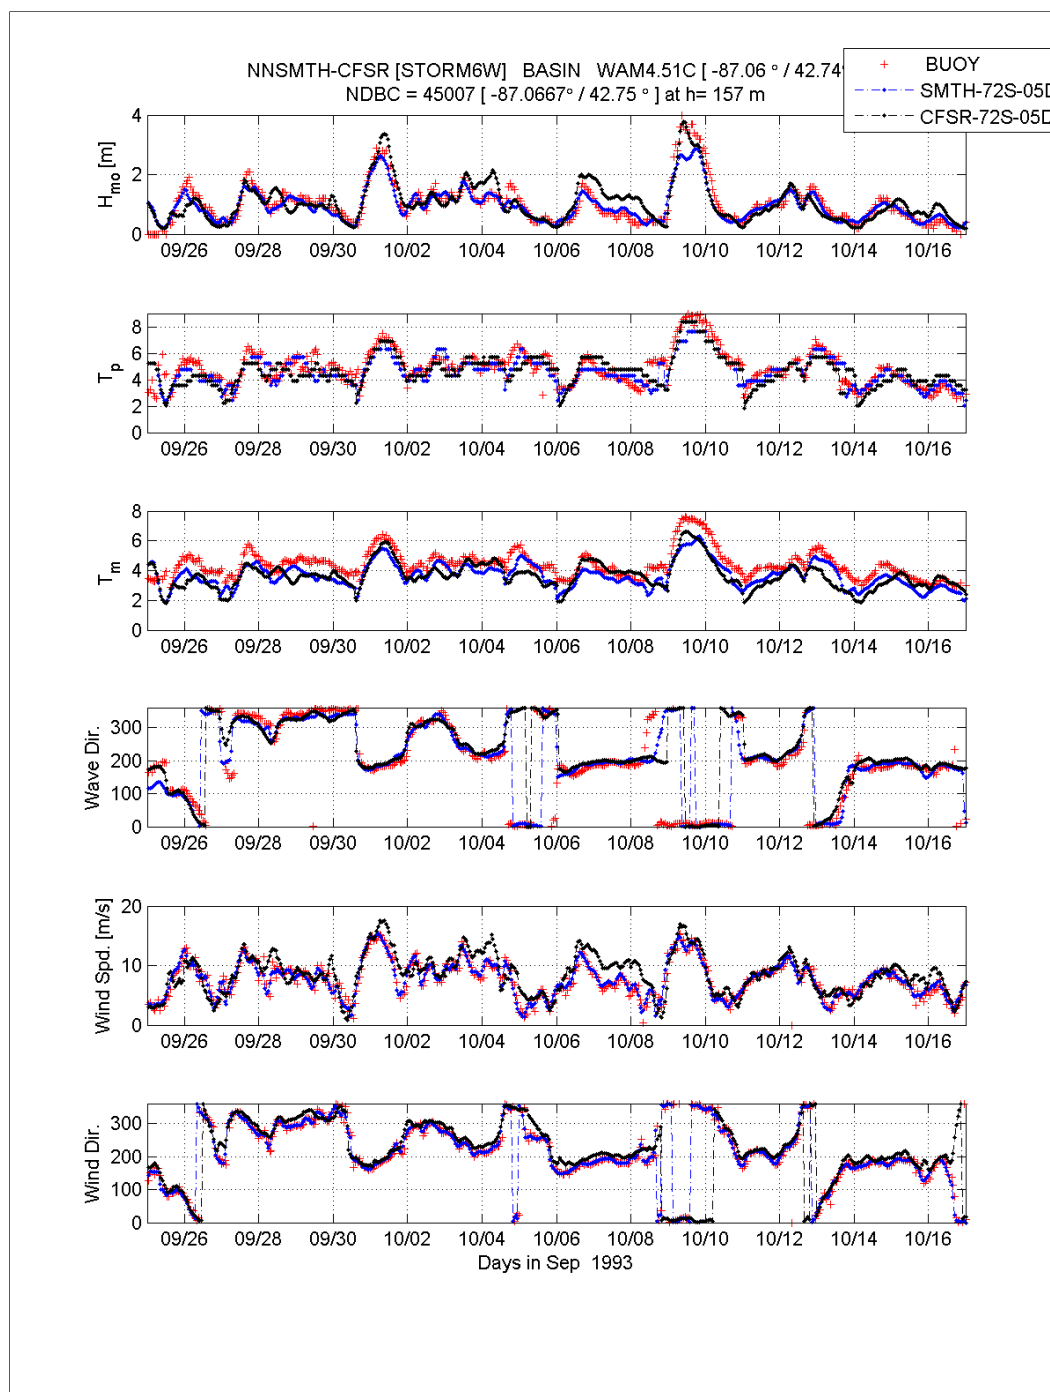 NNSMTH-CFSR [STORM6W] BASIN WAM4.51C [ -87.06 ° / 42.74°
NDBC = 45007 [ -87.0667° / 42.75 ° ] at h= 157 m
BUOY
SMTH-72S-05D
CFSR-72S-05D
H_mo [m]
4
2
0
09/26 09/28 09/30 10/02 10/04 10/06 10/08 10/10 10/12 10/14 10/16
T_p
8
6
4
2
0
09/26 09/28 09/30 10/02 10/04 10/06 10/08 10/10 10/12 10/14 10/16
T_m
8
6
4
2
0
09/26 09/28 09/30 10/02 10/04 10/06 10/08 10/10 10/12 10/14 10/16
Wave Dir.
300
200
100
0
09/26 09/28 09/30 10/02 10/04 10/06 10/08 10/10 10/12 10/14 10/16
Wind Spd. [m/s]
20
10
0
09/26 09/28 09/30 10/02 10/04 10/06 10/08 10/10 10/12 10/14 10/16
Wind Dir.
300
200
100
0
09/26 09/28 09/30 10/02 10/04 10/06 10/08 10/10 10/12 10/14 10/16
Days in Sep 1993